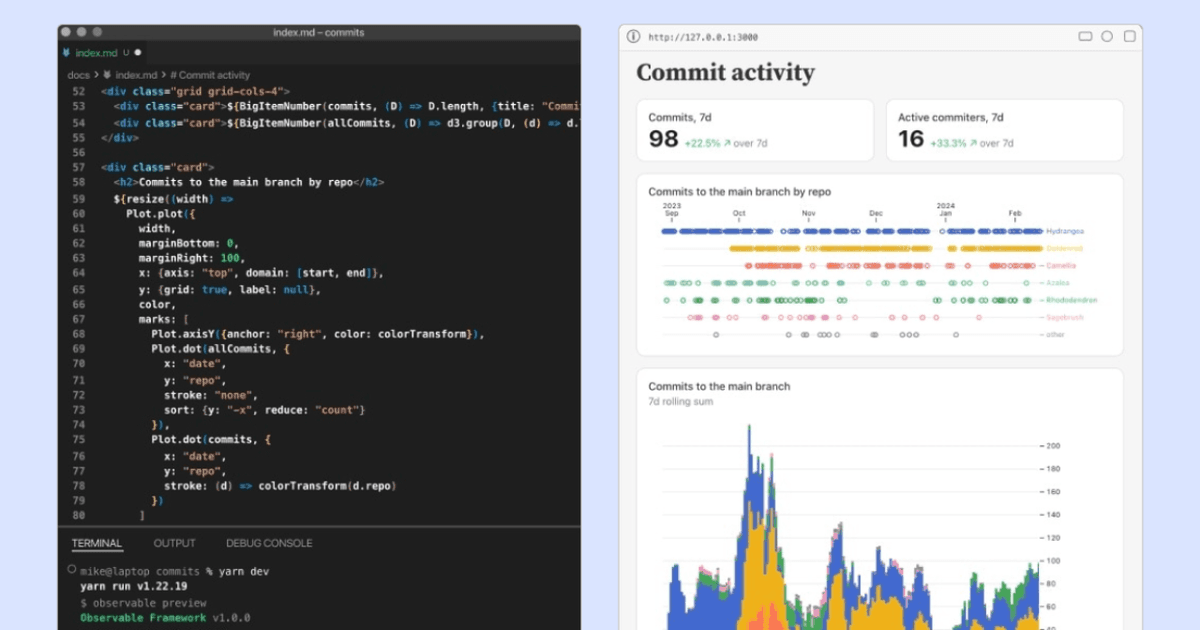 index.md – commits
index.md U
docs > index.md > # Commit activity
52 <div class="grid grid-cols-4">
53 <div class="card">${BigItemNumber(commits, (D) => D.length, {title: "Commi
54 <div class="card">${BigItemNumber(allCommits, (D) => d3.group(D, (d) => d.
55 </div>
56
57 <div class="card">
58 <h2>Commits to the main branch by repo</h2>
59 ${resize((width) =>
60 Plot.plot({
61 width,
62 marginBottom: 0,
63 marginRight: 100,
64 x: {axis: "top", domain: [start, end]},
65 y: {grid: true, label: null},
66 color,
67 marks: [
68 Plot.axisY({anchor: "right", color: colorTransform}),
69 Plot.dot(allCommits, {
70 x: "date",
71 y: "repo",
72 stroke: "none",
73 sort: {y: "-x", reduce: "count"}
74 }),
75 Plot.dot(commits, {
76 x: "date",
77 y: "repo",
78 stroke: (d) => colorTransform(d.repo)
79 })
80 ]
TERMINAL OUTPUT DEBUG CONSOLE
mike@laptop commits % yarn dev
yarn run v1.22.19
$ observable preview
Observable Framework v1.0.0
http://127.0.0.1:3000
Commit activity
Commits, 7d
98 +22.5% ↗ over 7d
Active commiters, 7d
16 +33.3% ↗ over 7d
Commits to the main branch by repo
2023 2024
Sep Oct Nov Dec Jan Feb
Hydrangea
Goldenrod
Camellia
Azalea
Rhododendron
Sagebrush
other
Commits to the main branch
7d rolling sum
200
180
160
140
120
100
80
60
40